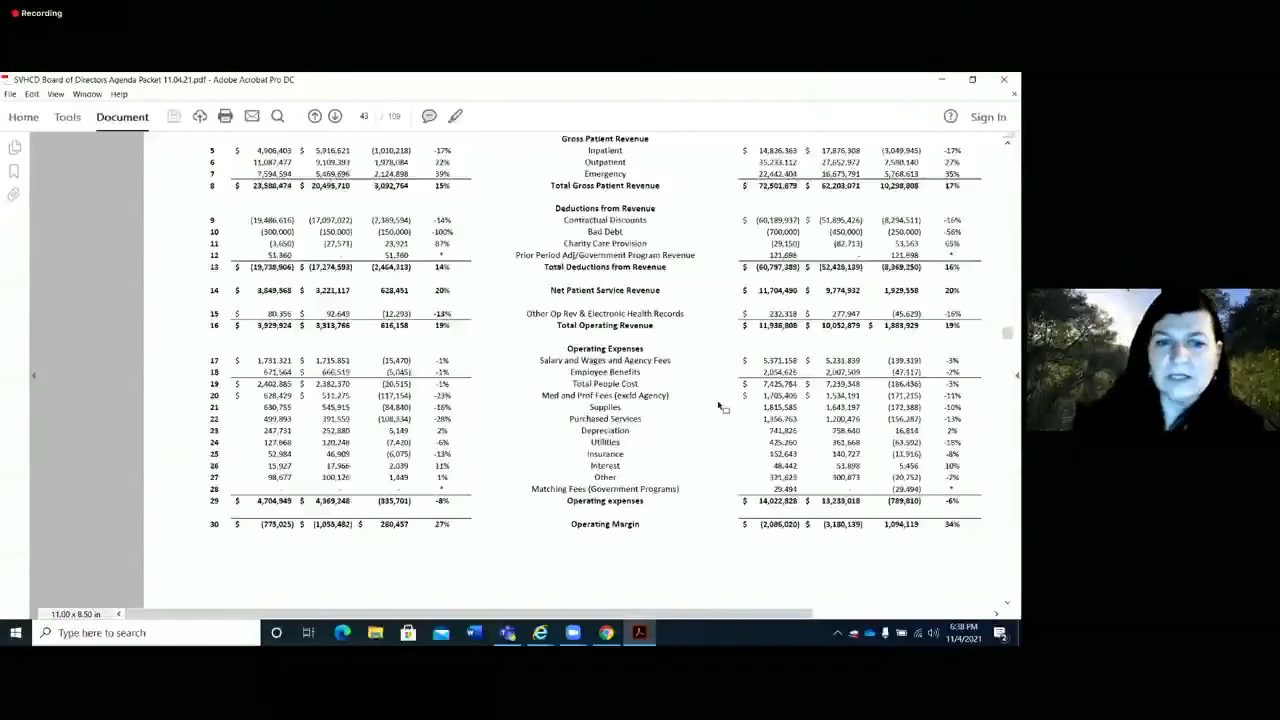 Recording
SVHCD Board of Directors Agenda Packet 11.04.21.pdf - Adobe Acrobat Pro DC
File Edit View Window Help
Home Tools Document 43 / 109 Sign In
Gross Patient Revenue
5 $ 4,906,403 $ 5,916,621 (1,010,218) -17% Inpatient $ 14,826,363 $ 17,876,308 (3,049,945) -17%
6 11,087,477 9,109,393 1,978,084 22% Outpatient 35,233,112 27,652,972 7,580,140 27%
7 7,594,594 5,469,696 2,124,898 39% Emergency 22,442,404 16,673,791 5,768,613 35%
8 $ 23,588,474 $ 20,495,710 3,092,764 15% Total Gross Patient Revenue $ 72,501,879 $ 62,203,071 10,298,808 17%
Deductions from Revenue
9 (19,486,616) (17,097,022) (2,389,594) -14% Contractual Discounts $ (60,189,937) $ (51,895,426) (8,294,511) -16%
10 (300,000) (150,000) (150,000) -100% Bad Debt (700,000) (450,000) (250,000) -56%
11 (3,650) (27,571) 23,921 87% Charity Care Provision (29,150) (82,713) 53,563 65%
12 51,360 - 51,360 * Prior Period Adj/Government Program Revenue 121,698 - 121,698 *
13 $ (19,738,906) $ (17,274,593) (2,464,313) 14% Total Deductions from Revenue $ (60,797,389) $ (52,428,139) (8,369,250) 16%
14 $ 3,849,568 $ 3,221,117 628,451 20% Net Patient Service Revenue $ 11,704,490 $ 9,774,932 1,929,558 20%
15 $ 80,356 $ 92,649 (12,293) -13% Other Op Rev & Electronic Health Records $ 232,318 $ 277,947 (45,629) -16%
16 $ 3,929,924 $ 3,313,766 616,158 19% Total Operating Revenue $ 11,936,808 $ 10,052,879 $ 1,883,929 19%
Operating Expenses
17 $ 1,731,321 $ 1,715,851 (15,470) -1% Salary and Wages and Agency Fees $ 5,371,158 $ 5,231,839 (139,319) -3%
18 671,564 666,519 (5,045) -1% Employee Benefits 2,054,626 2,007,509 (47,117) -2%
19 $ 2,402,885 $ 2,382,370 (20,515) -1% Total People Cost $ 7,425,784 $ 7,239,348 (186,436) -3%
20 $ 628,429 $ 511,275 (117,154) -23% Med and Prof Fees (excld Agency) $ 1,705,406 $ 1,534,191 (171,215) -11%
21 630,755 545,915 (84,840) -16% Supplies 1,815,585 1,643,197 (172,388) -10%
22 499,893 391,559 (108,334) -28% Purchased Services 1,356,763 1,200,476 (156,287) -13%
23 247,731 252,880 5,149 2% Depreciation 741,826 758,640 16,814 2%
24 127,668 120,248 (7,420) -6% Utilities 425,260 361,668 (63,592) -18%
25 52,984 46,909 (6,075) -13% Insurance 152,643 140,727 (11,916) -8%
26 15,927 17,966 2,039 11% Interest 48,442 53,898 5,456 10%
27 98,677 100,126 1,449 1% Other 321,625 300,873 (20,752) -7%
28 - - - * Matching Fees (Government Programs) 29,494 - (29,494) *
29 $ 4,704,949 $ 4,369,248 (335,701) -8% Operating expenses $ 14,022,828 $ 13,233,018 (789,810) -6%
30 $ (775,025) $ (1,055,482) $ 280,457 27% Operating Margin $ (2,086,020) $ (3,180,139) 1,094,119 34%
11.00 x 8.50 in
Type here to search
6:38 PM
11/4/2021